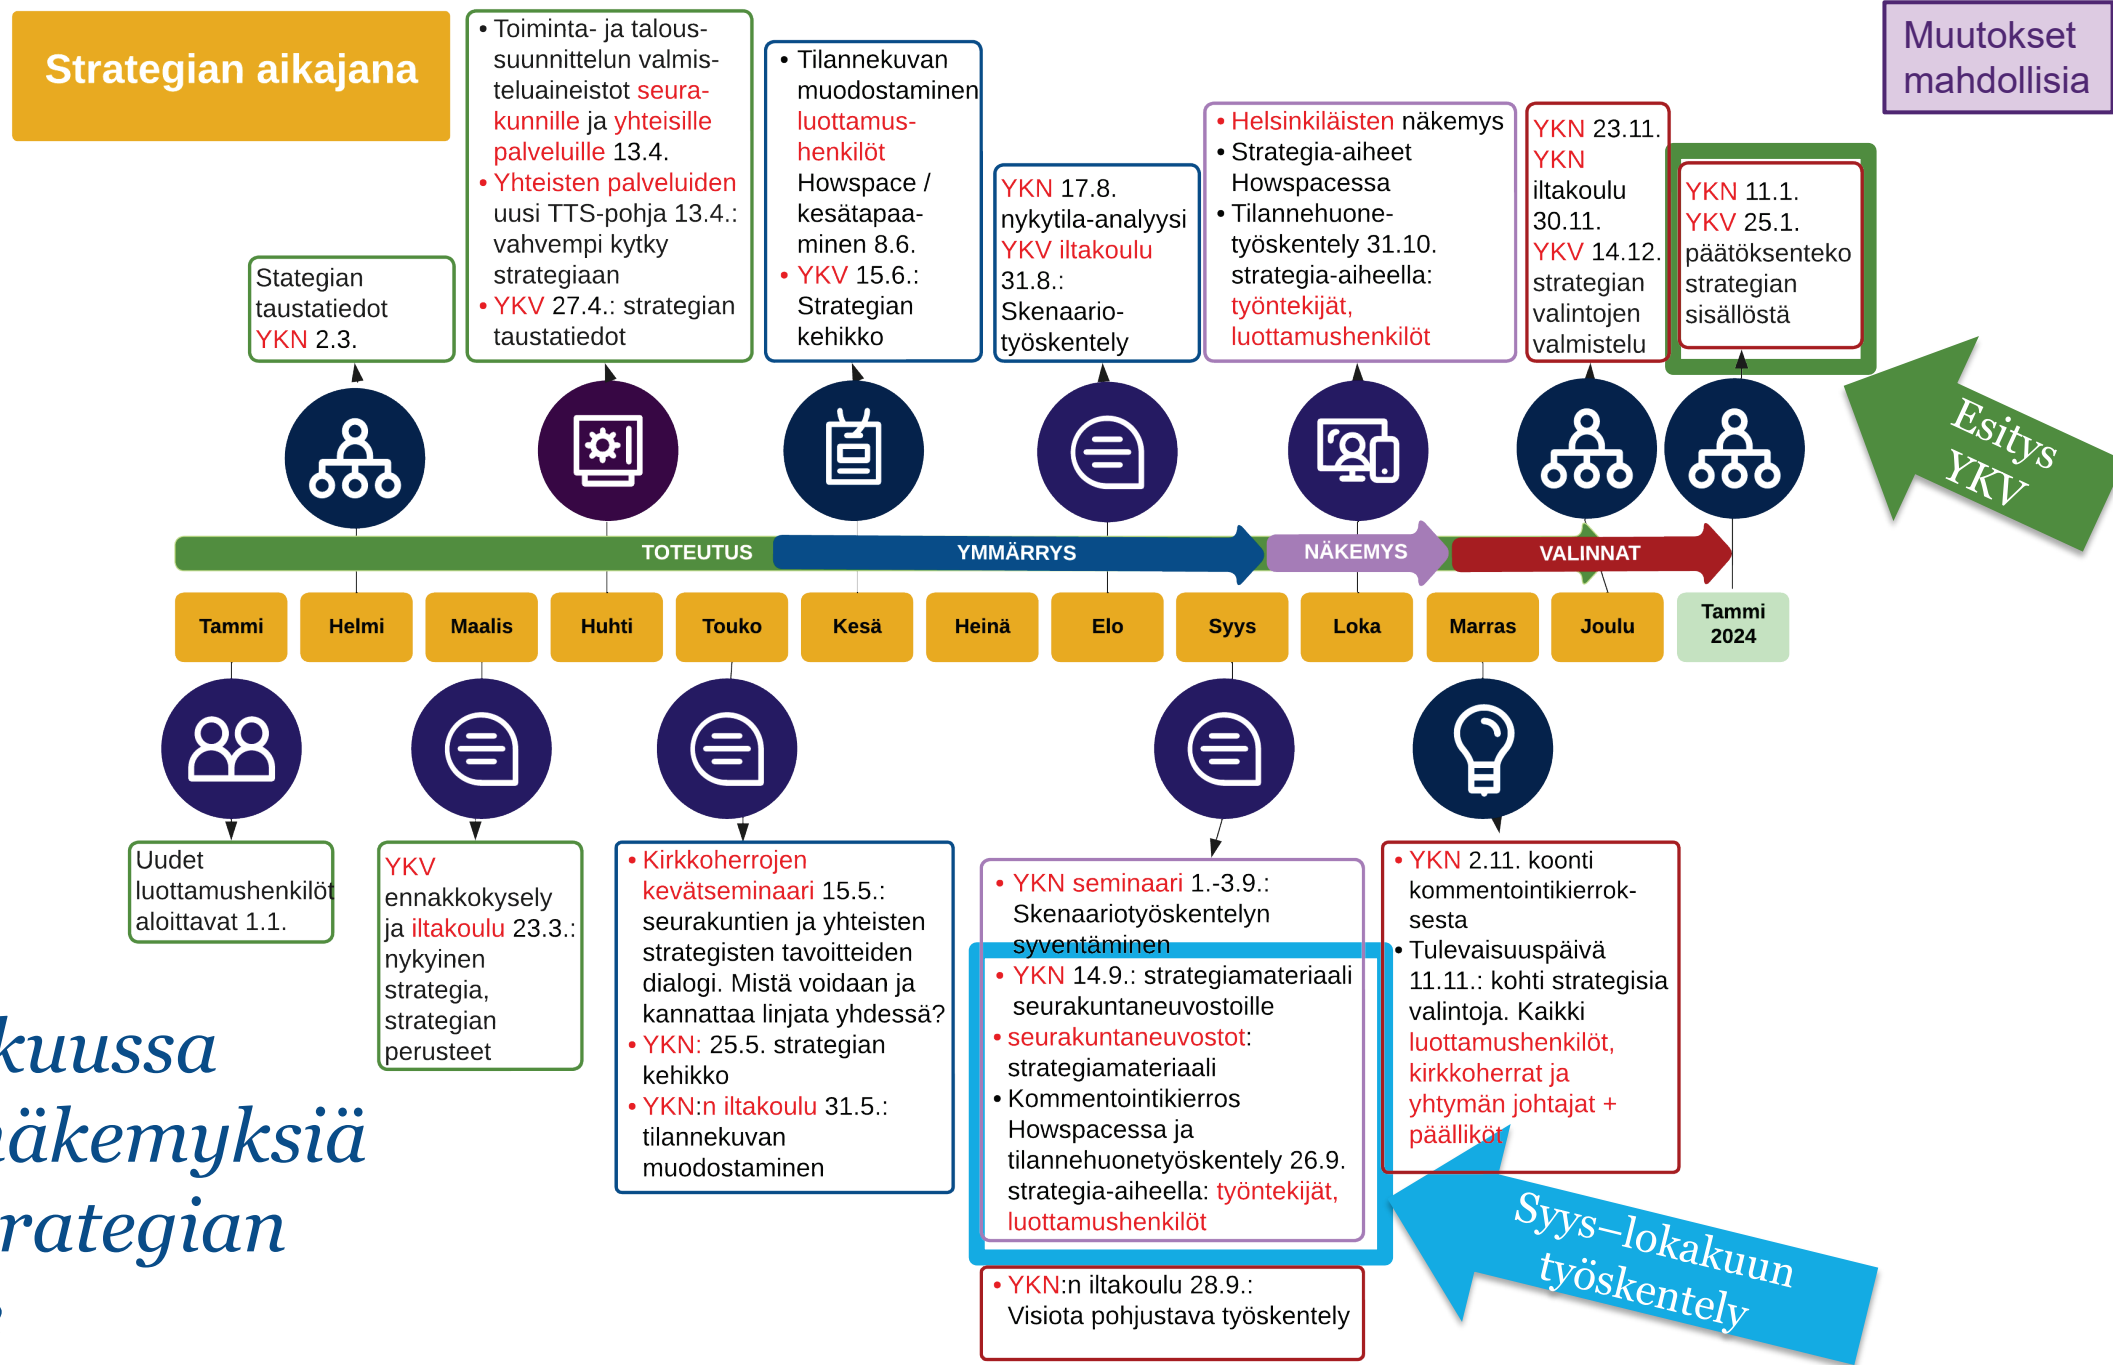 Strategian aikajana
Muutokset
mahdollisia
Stategian
taustatiedot
YKN 2.3.
• Toiminta- ja talous-
suunnittelun valmis-
teluaineistot seura-
kunnille ja yhteisille
palveluille 13.4.
• Yhteisten palveluiden
uusi TTS-pohja 13.4.:
vahvempi kytky
strategiaan
• YKV 27.4.: strategian
taustatiedot
• Tilannekuvan
muodostaminen
luottamus-
henkilöt
Howspace /
kesätapaa-
minen 8.6.
• YKV 15.6.:
Strategian
kehikko
YKN 17.8.
nykytila-analyysi
YKV iltakoulu
31.8.:
Skenaario-
työskentely
• Helsinkiläisten näkemys
• Strategia-aiheet
Howspacessa
• Tilannehuone-
työskentely 31.10.
strategia-aiheella:
työntekijät,
luottamushenkilöt
YKN 23.11.
YKN
iltakoulu
30.11.
YKV 14.12.
strategian
valintojen
valmistelu
YKN 11.1.
YKV 25.1.
päätöksenteko
strategian
sisällöstä
Esitys
YKV
TOTEUTUS
YMMÄRRYS
NÄKEMYS
VALINNAT
Tammi
Helmi
Maalis
Huhti
Touko
Kesä
Heinä
Elo
Syys
Loka
Marras
Joulu
Tammi
2024
Uudet
luottamushenkilöt
aloittavat 1.1.
YKV
ennakkokysely
ja iltakoulu 23.3.:
nykyinen
strategia,
strategian
perusteet
• Kirkkoherrojen
kevätseminaari 15.5.:
seurakuntien ja yhteisten
strategisten tavoitteiden
dialogi. Mistä voidaan ja
kannattaa linjata yhdessä?
• YKN: 25.5. strategian
kehikko
• YKN:n iltakoulu 31.5.:
tilannekuvan
muodostaminen
• YKN seminaari 1.-3.9.:
Skenaariotyöskentelyn
syventäminen
• YKN 14.9.: strategiamateriaali
seurakuntaneuvostoille
• seurakuntaneuvostot:
strategiamateriaali
• Kommentointikierros
Howspacessa ja
tilannehuonetyöskentely 26.9.
strategia-aiheella: työntekijät,
luottamushenkilöt
• YKN:n iltakoulu 28.9.:
Visiota pohjustava työskentely
• YKN 2.11. koonti
kommentointikierrok-
sesta
• Tulevaisuuspäivä
11.11.: kohti strategisia
valintoja. Kaikki
luottamushenkilöt,
kirkkoherrat ja
yhtymän johtajat +
päälliköt
Syys–lokakuun
työskentely
kuussa
näkemyksiä
rategian